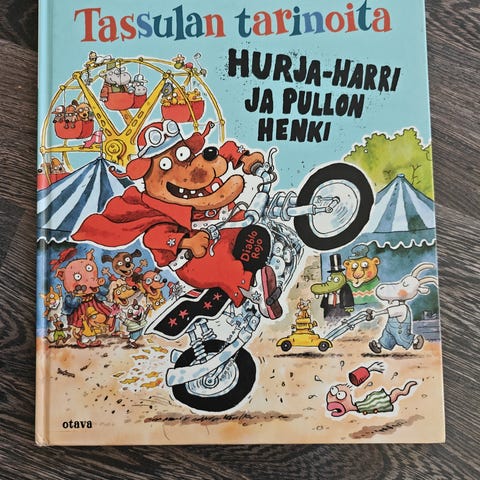 Tassulan tarinoita
HURJA-HARRI
JA PULLON
HENKI
Diablo
Rojo
otava